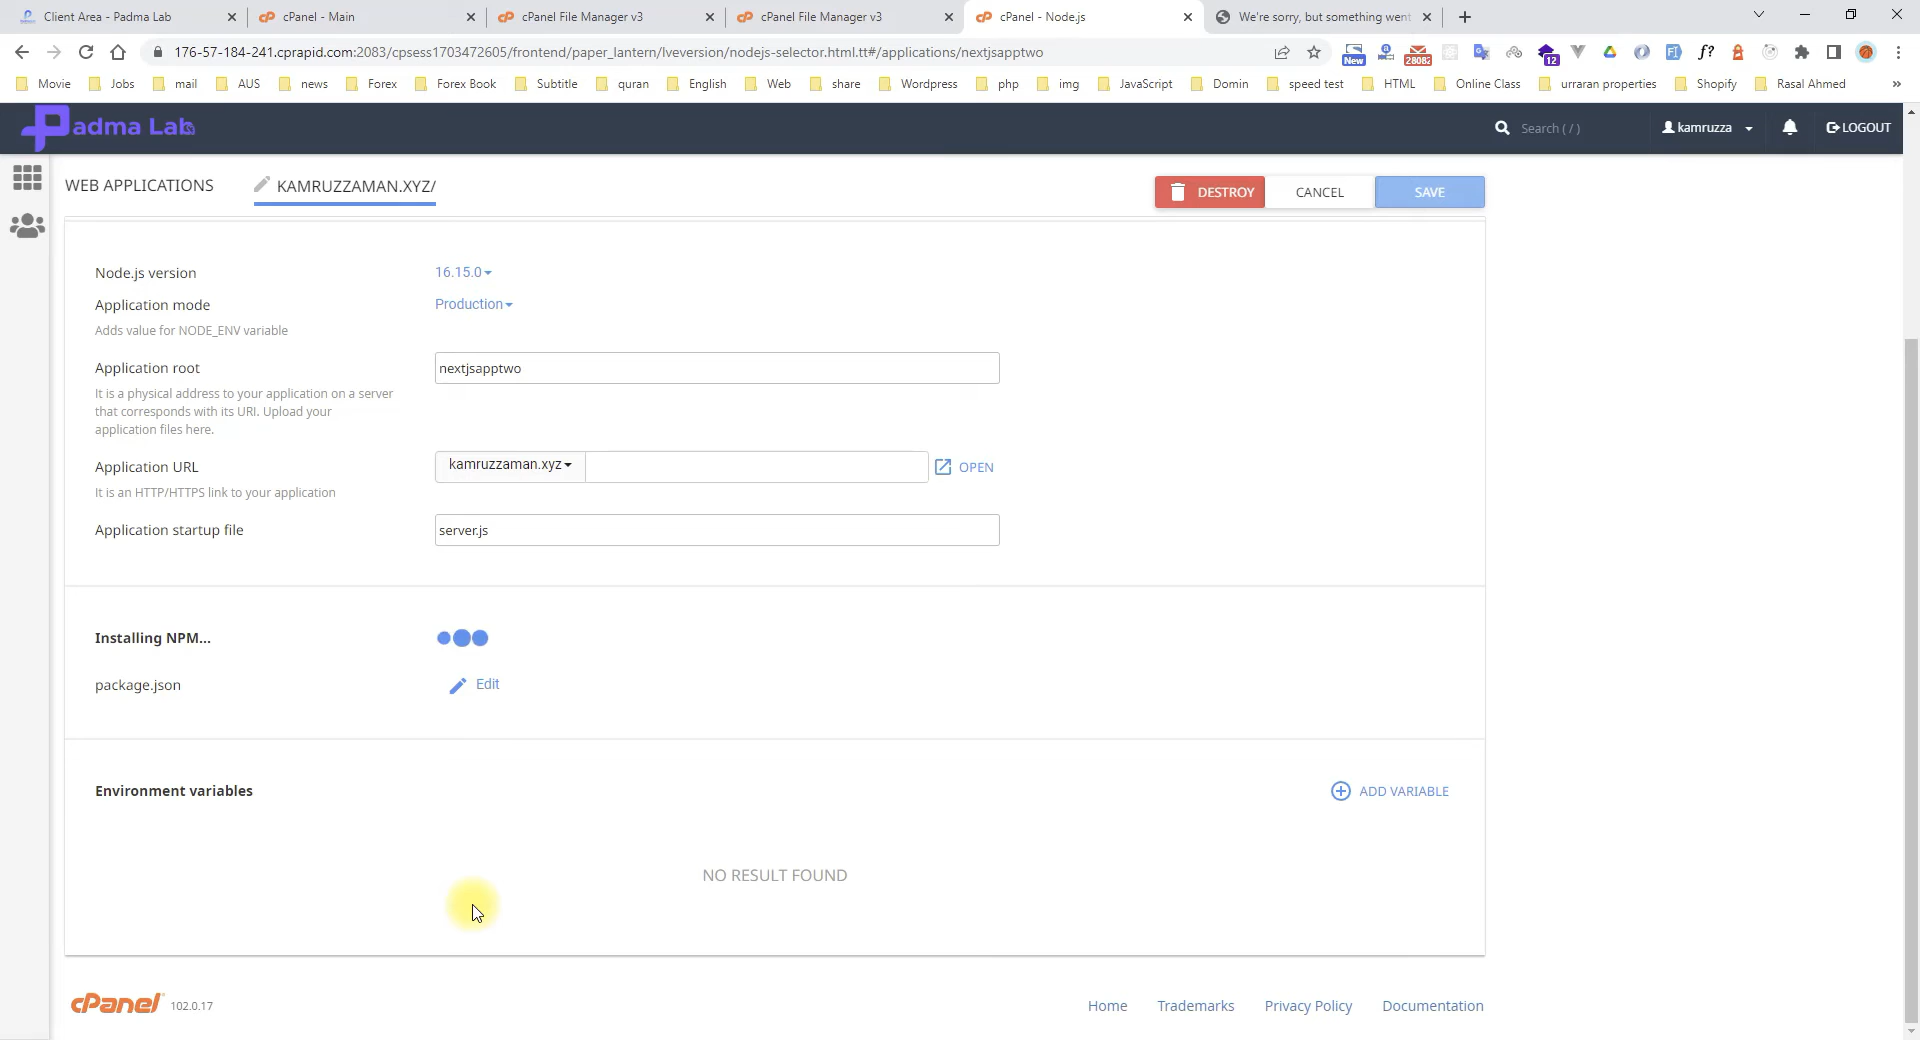 Client Area - Padma Lab
cPanel - Main
cPanel File Manager v3
cPanel File Manager v3
cPanel - Node.js
We're sorry, but something went
176-57-184-241.cprapid.com:2083/cpsess1703472605/frontend/paper_lantern/lveversion/nodejs-selector.html.tt#/applications/nextjsapptwo
New
28082
12
f?
Movie
Jobs
mail
AUS
news
Forex
Forex Book
Subtitle
quran
English
Web
share
Wordpress
php
img
JavaScript
Domin
speed test
HTML
Online Class
urraran properties
Shopify
Rasal Ahmed
»
Padma Lab
Search ( / )
kamruzza
LOGOUT
WEB APPLICATIONS
KAMRUZZAMAN.XYZ/
DESTROY
CANCEL
SAVE
Node.js version
16.15.0
Application mode
Production
Adds value for NODE_ENV variable
Application root
nextjsapptwo
It is a physical address to your application on a server
that corresponds with its URI. Upload your
application files here.
Application URL
kamruzzaman.xyz
OPEN
It is an HTTP/HTTPS link to your application
Application startup file
server.js
Installing NPM...
package.json
Edit
Environment variables
ADD VARIABLE
NO RESULT FOUND
cPanel 102.0.17
Home
Trademarks
Privacy Policy
Documentation